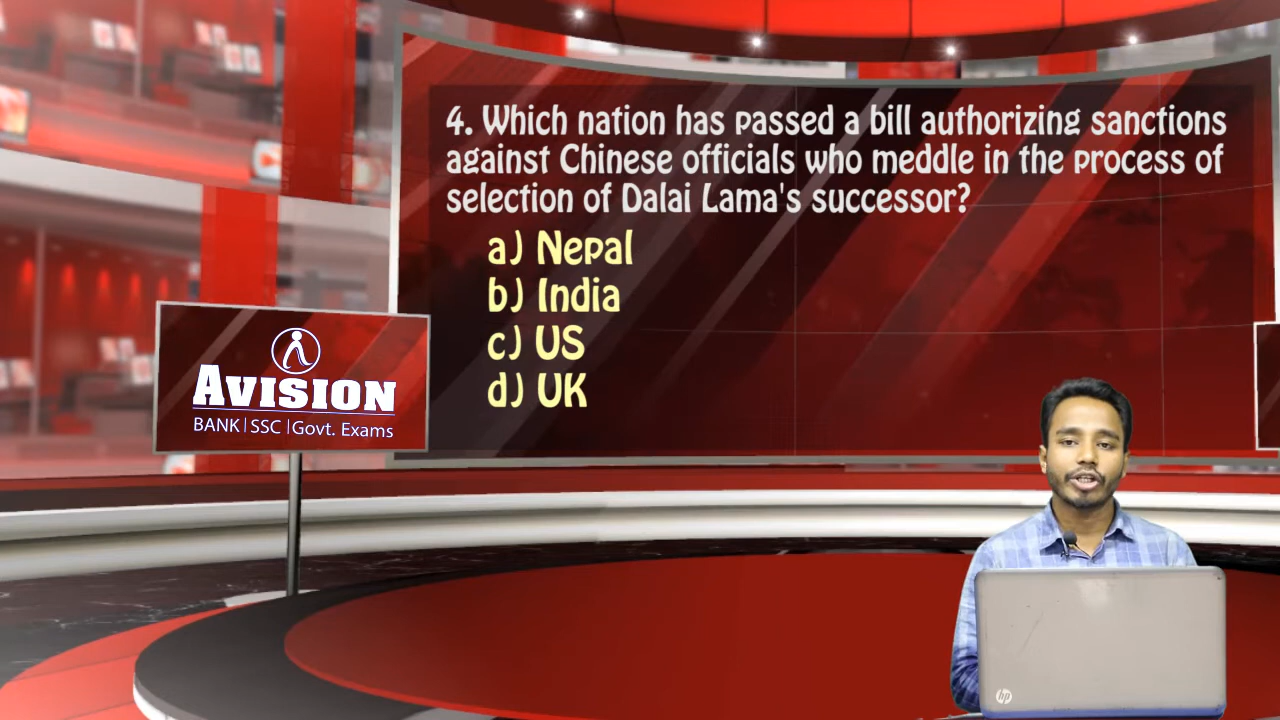 4. Which nation has passed a bill authorizing sanctions
against Chinese officials who meddle in the process of
selection of Dalai Lama's successor?
a) Nepal
b) India
c) US
d) UK
AVISION
BANK|SSC|Govt. Exams
hp